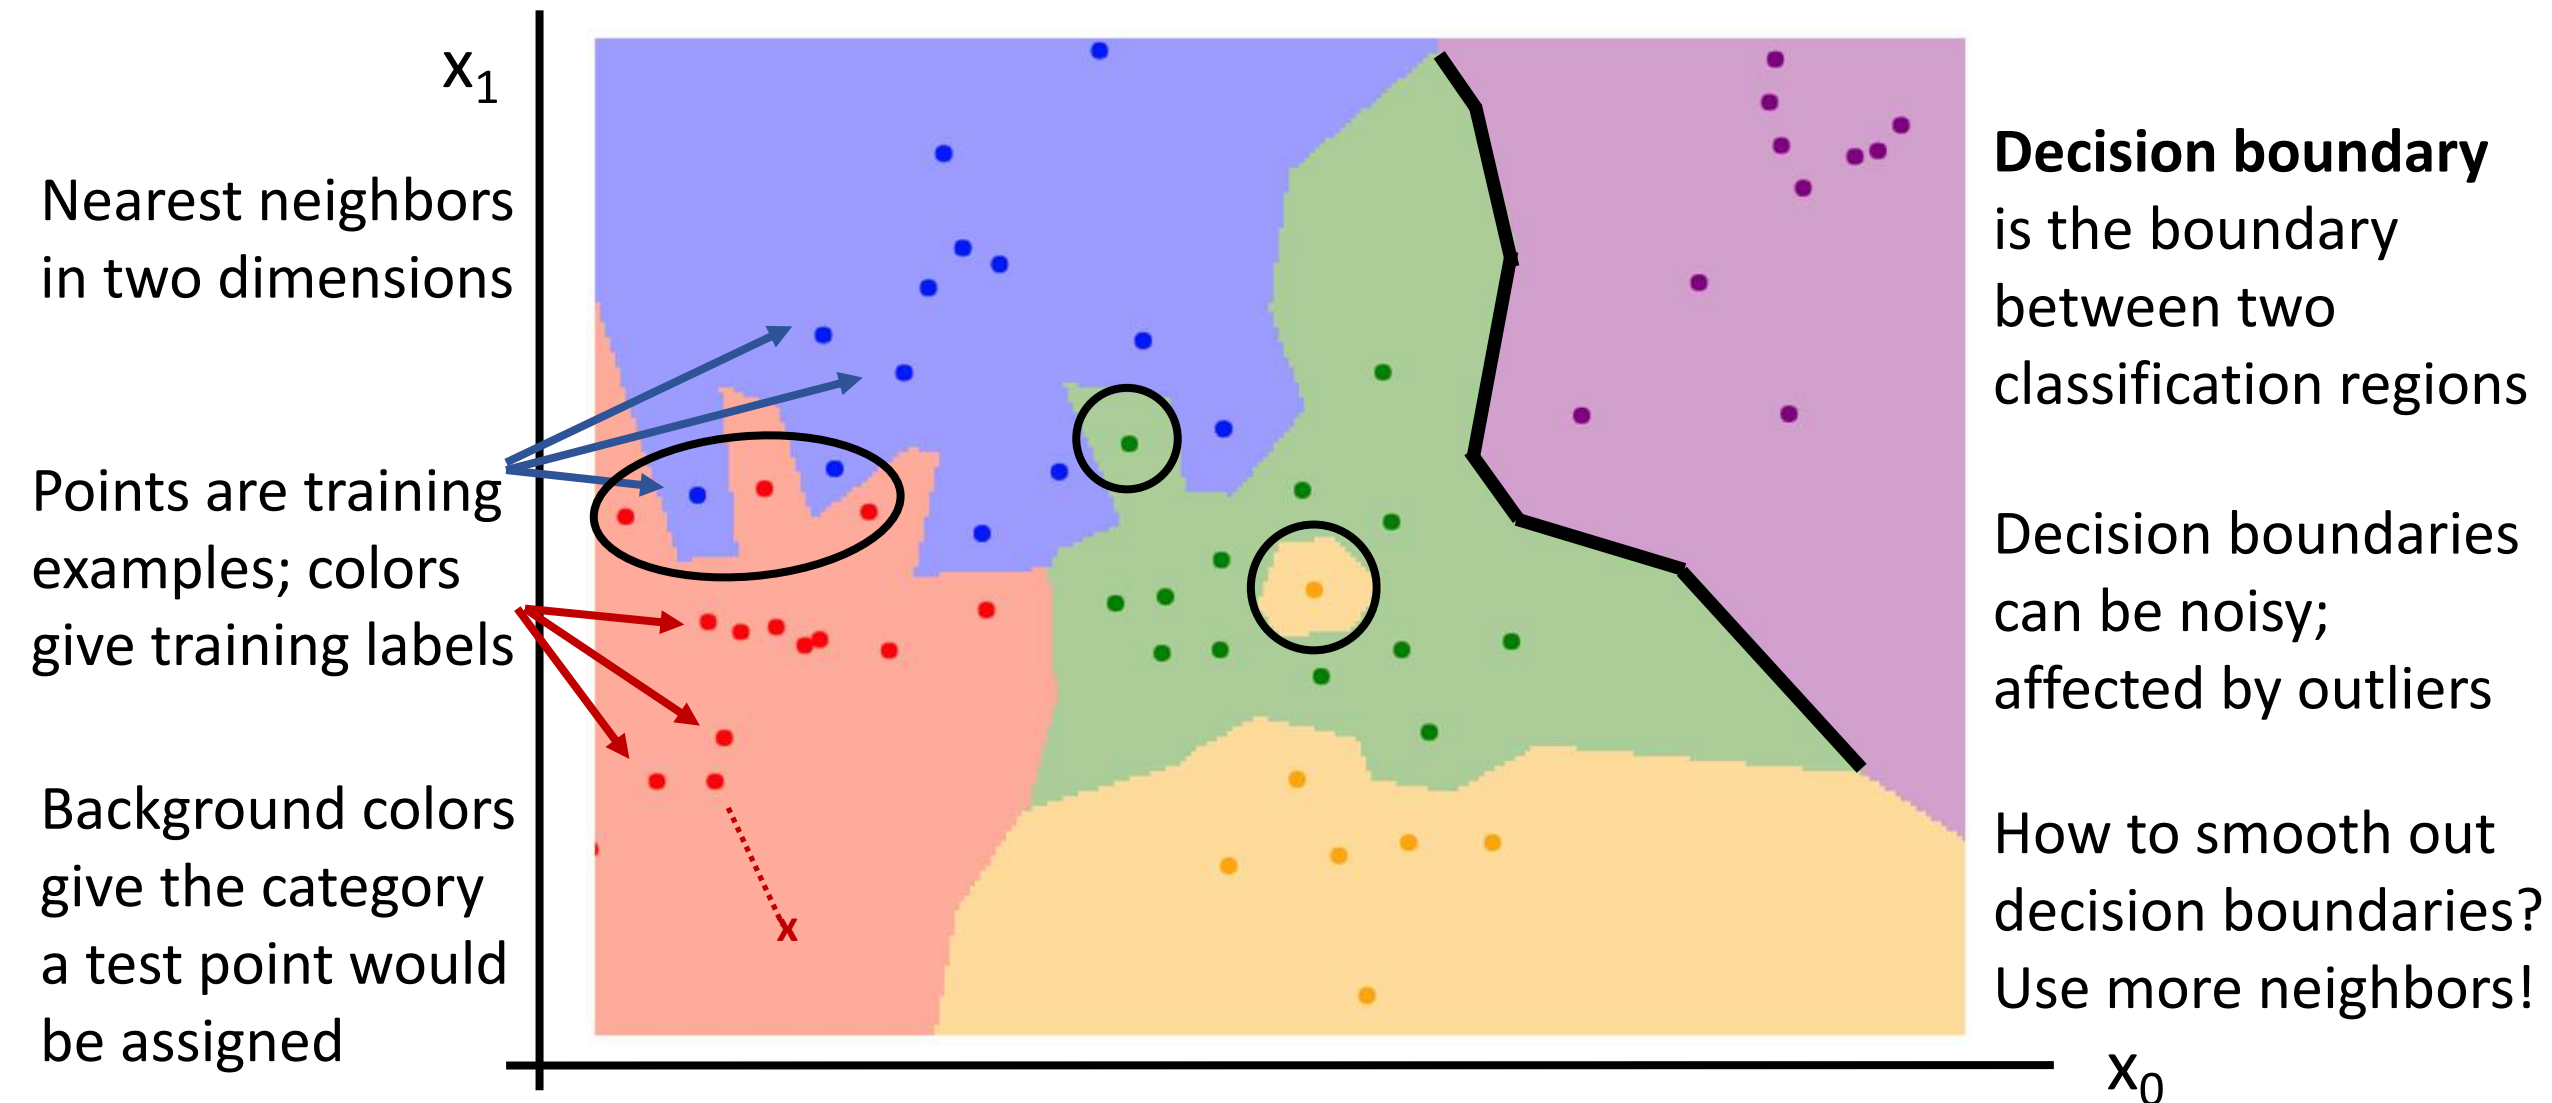 x1
Nearest neighbors
in two dimensions
Points are training
examples; colors
give training labels
Background colors
give the category
a test point would
be assigned
x
Decision boundary
is the boundary
between two
classification regions
Decision boundaries
can be noisy;
affected by outliers
How to smooth out
decision boundaries?
Use more neighbors!
x0